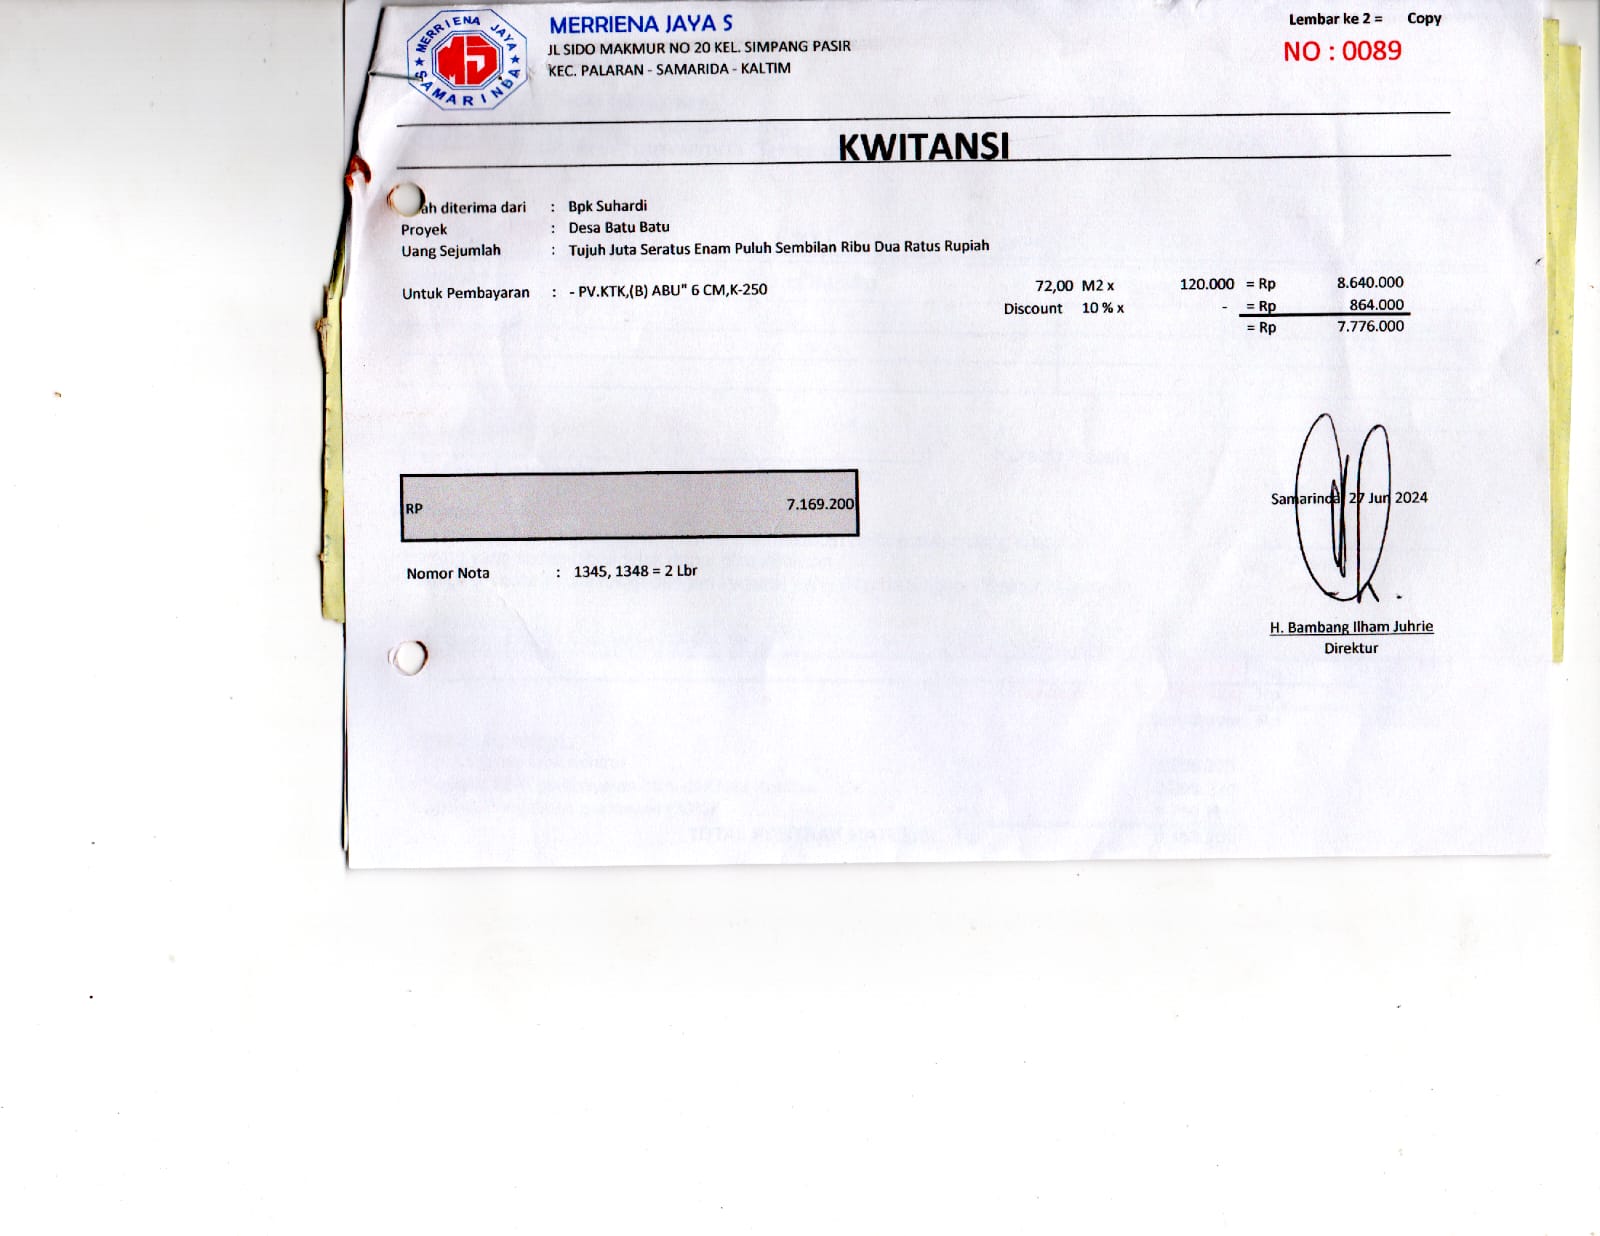 MERRIENA JAYA S
MERRIENA JAYA
★ SAMARINDA ★
MJ
JL SIDO MAKMUR NO 20 KEL. SIMPANG PASIR
KEC. PALARAN - SAMARIDA - KALTIM
Lembar ke 2 = Copy
NO : 0089
KWITANSI
ah diterima dari : Bpk Suhardi
Proyek : Desa Batu Batu
Uang Sejumlah : Tujuh Juta Seratus Enam Puluh Sembilan Ribu Dua Ratus Rupiah
Untuk Pembayaran : - PV.KTK,(B) ABU" 6 CM,K-250 72,00 M2 x 120.000 = Rp 8.640.000
Discount 10 % x - = Rp 864.000
= Rp 7.776.000
RP 7.169.200
Samarinda, 27 Jun 2024
Nomor Nota : 1345, 1348 = 2 Lbr
H. Bambang Ilham Juhrie
Direktur